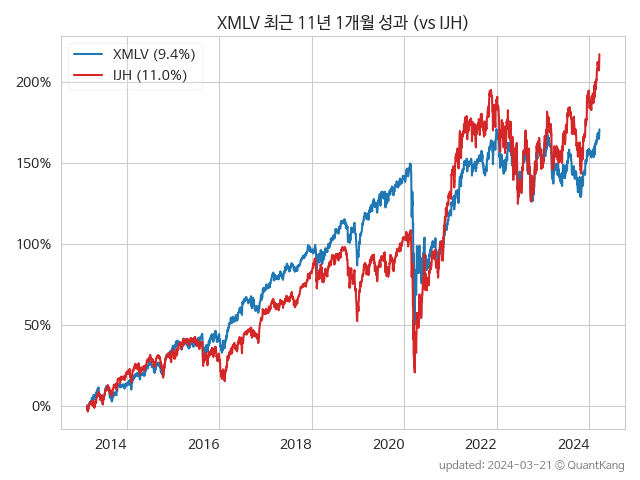 XMLV 최근 11년 1개월 성과 (vs IJH)
XMLV (9.4%)
IJH (11.0%)
200%
150%
100%
50%
0%
2014 2016 2018 2020 2022 2024
updated: 2024-03-21 © QuantKang